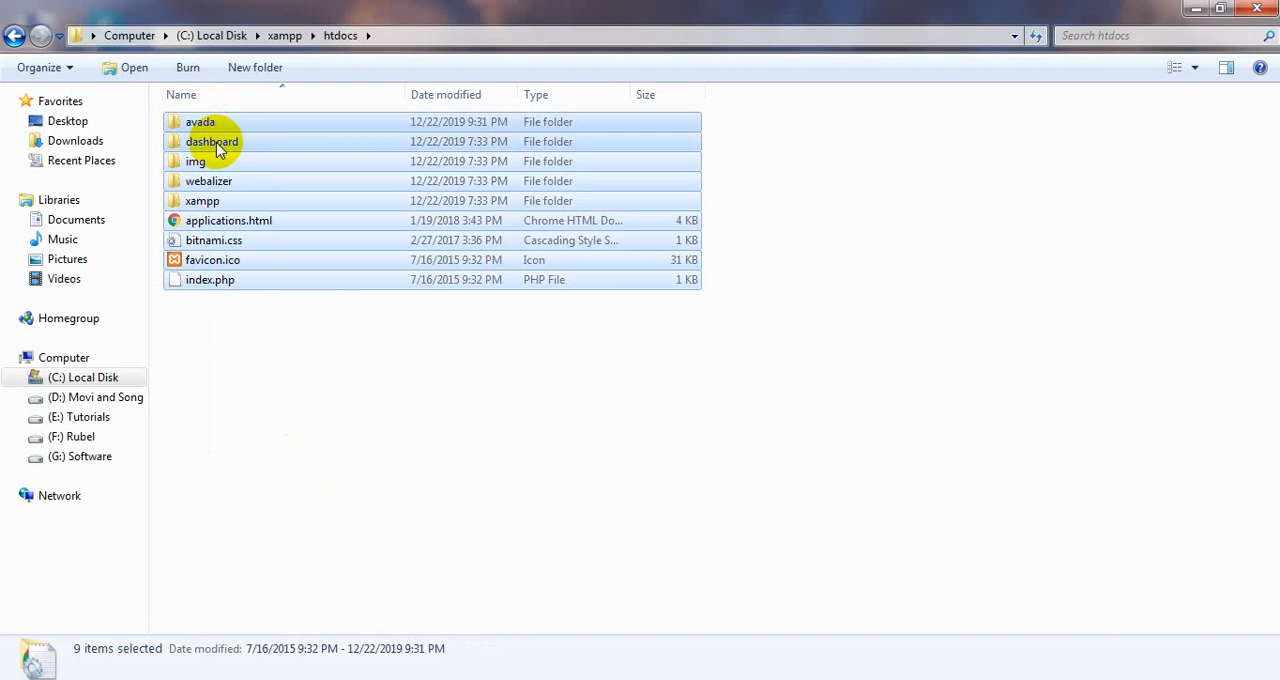 Computer (C:) Local Disk xampp htdocs Search htdocs
Organize Open Burn New folder
Name Date modified Type Size
avada 12/22/2019 9:31 PM File folder
dashboard 12/22/2019 7:33 PM File folder
img 12/22/2019 7:33 PM File folder
webalizer 12/22/2019 7:33 PM File folder
xampp 12/22/2019 7:33 PM File folder
applications.html 1/19/2018 3:43 PM Chrome HTML Do... 4 KB
bitnami.css 2/27/2017 3:36 PM Cascading Style S... 1 KB
favicon.ico 7/16/2015 9:32 PM Icon 31 KB
index.php 7/16/2015 9:32 PM PHP File 1 KB
Favorites
Desktop
Downloads
Recent Places
Libraries
Documents
Music
Pictures
Videos
Homegroup
Computer
(C:) Local Disk
(D:) Movi and Song
(E:) Tutorials
(F:) Rubel
(G:) Software
Network
9 items selected Date modified: 7/16/2015 9:32 PM - 12/22/2019 9:31 PM